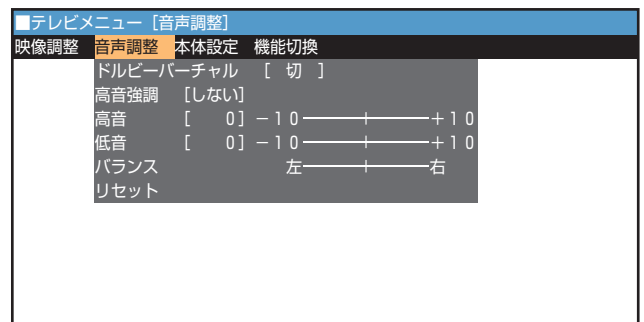 ■テレビメニュー［音声調整］
映像調整 音声調整 本体設定 機能切換
ドルビーバーチャル ［ 切 ］
高音強調 ［しない］
高音 ［ 0］－１０ ＋１０
低音 ［ 0］－１０ ＋１０
バランス 左 右
リセット